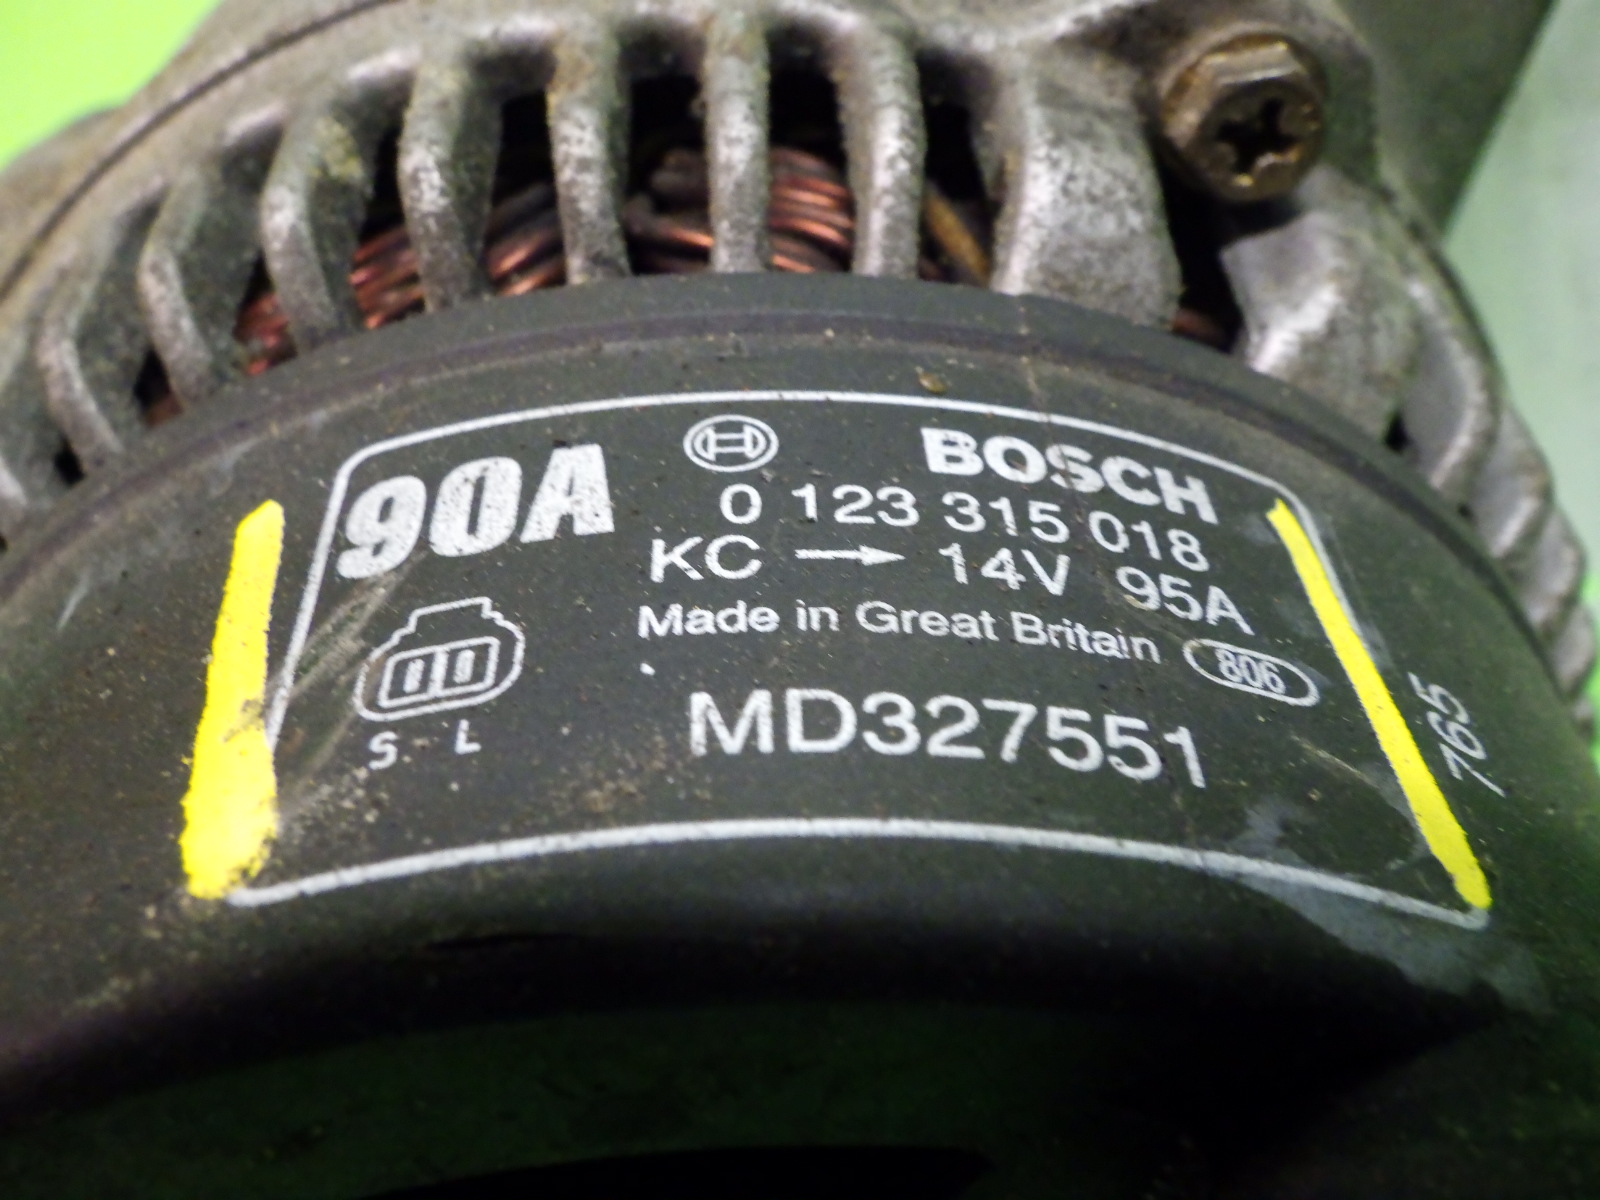 90A BOSCH
0 123 315 018
KC → 14V 95A
Made in Great Britain 806
S L
MD327551
765